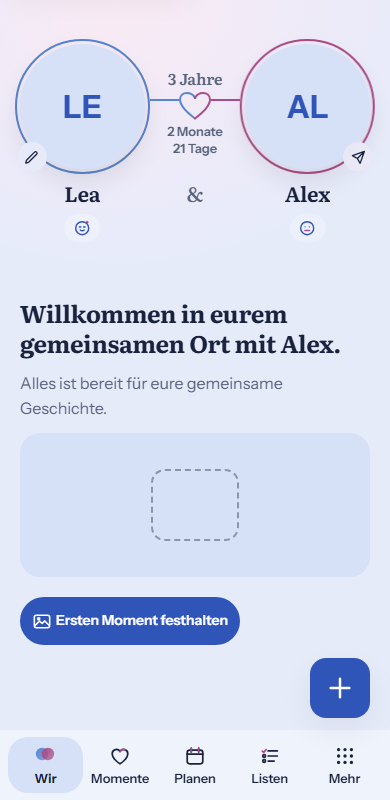 LE
3 Jahre
AL
2 Monate
21 Tage
Lea
&
Alex
Willkommen in eurem
gemeinsamen Ort mit Alex.
Alles ist bereit für eure gemeinsame
Geschichte.
Ersten Moment festhalten
Wir
Momente
Planen
Listen
Mehr